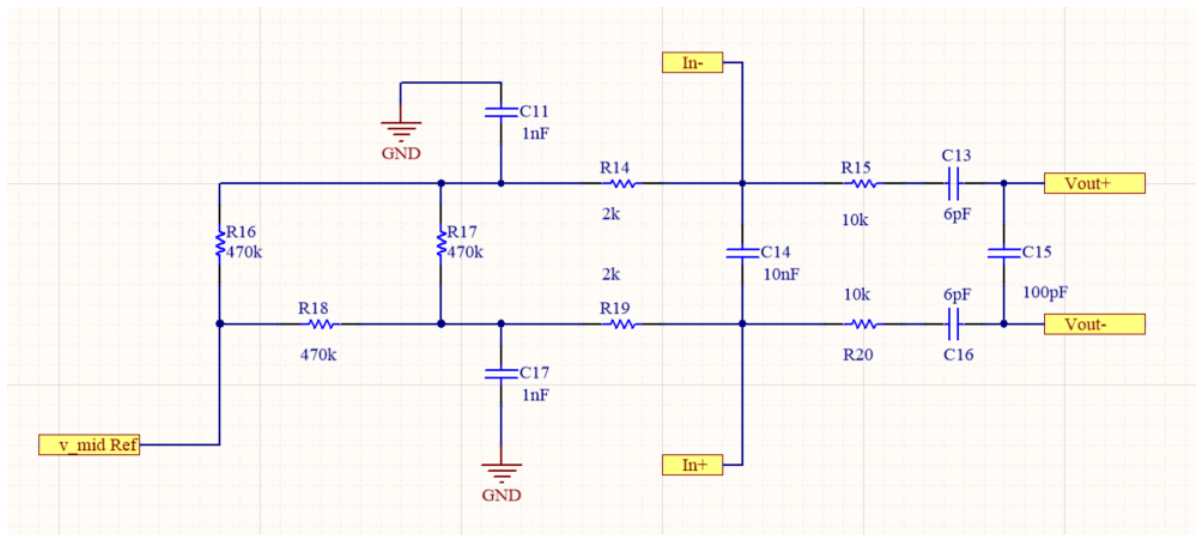 In-
C11
1nF
GND
R14
2k
R15
10k
C13
6pF
Vout+
R16
470k
R17
470k
C14
10nF
C15
100pF
R18
470k
2k
R19
10k
R20
6pF
C16
Vout-
C17
1nF
v_mid Ref
In+
GND